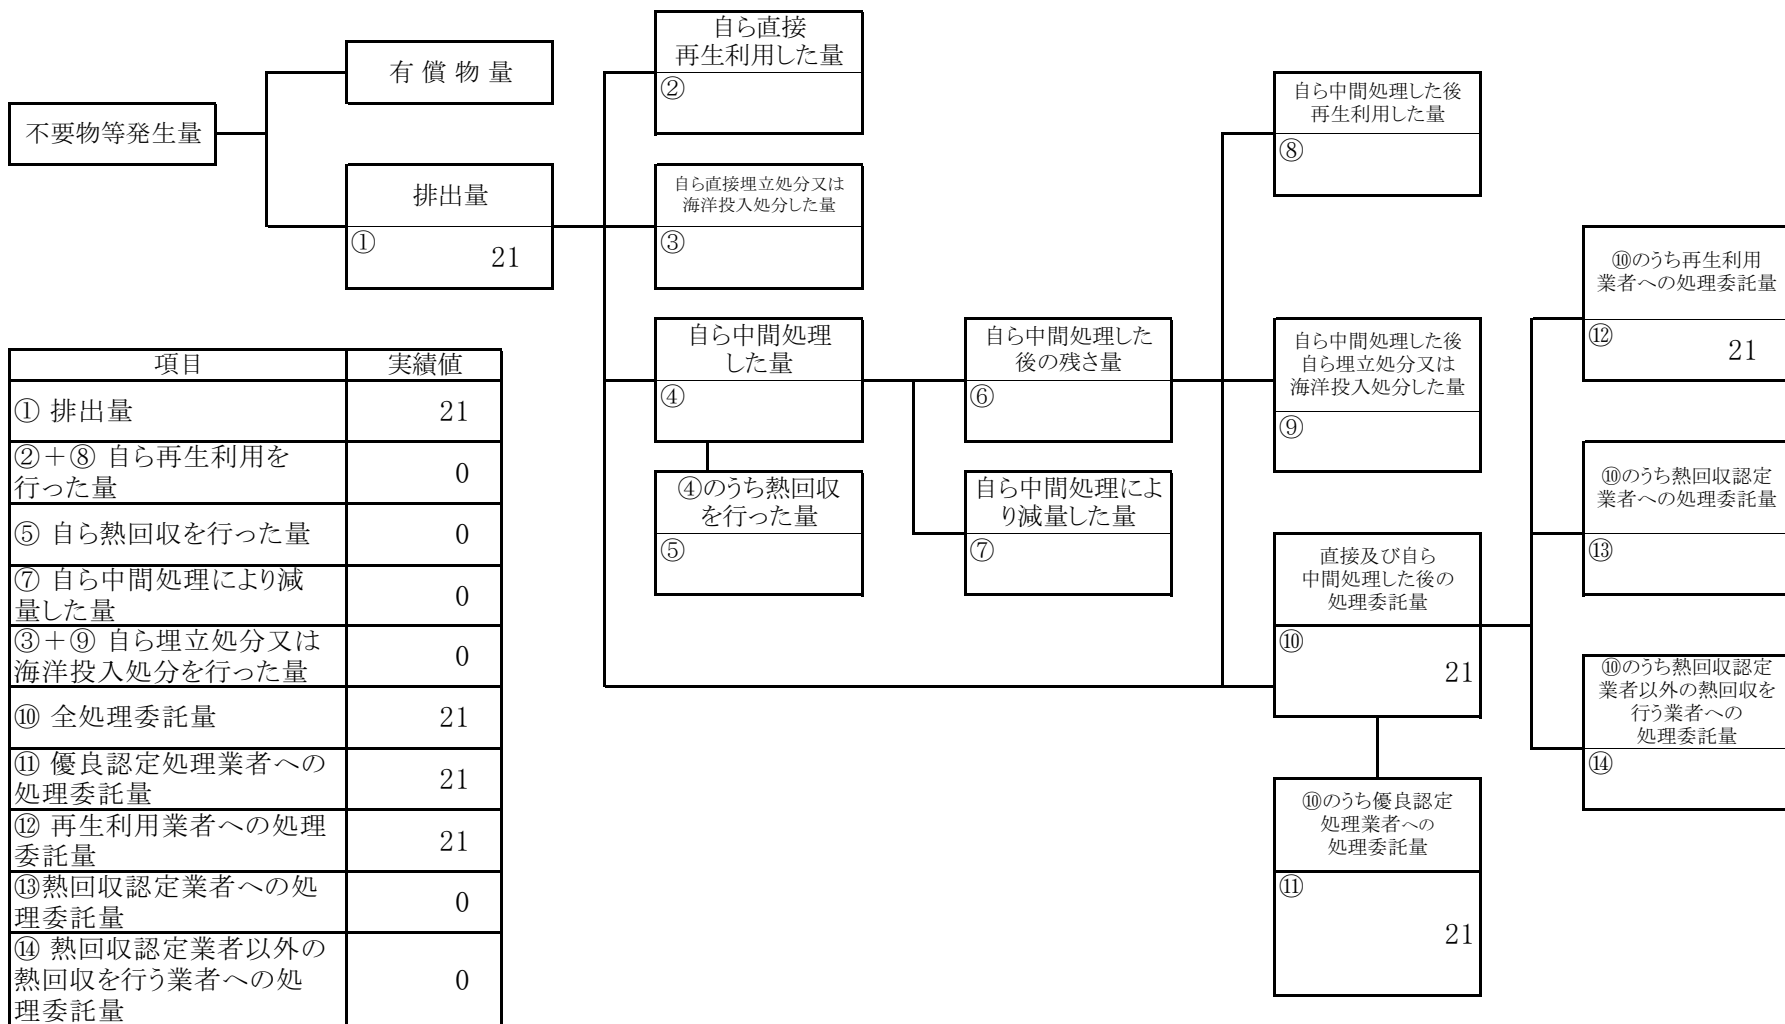 自ら直接
再生利用した量
②
有 償 物 量
不要物等発生量
排出量
①
21
自ら直接埋立処分又は
海洋投入処分した量
③
自ら中間処理した後
再生利用した量
⑧
⑩のうち再生利用
業者への処理委託量
⑫
21
自ら中間処理
した量
④
自ら中間処理した
後の残さ量
⑥
自ら中間処理した後
自ら埋立処分又は
海洋投入処分した量
⑨
④のうち熱回収
を行った量
⑤
自ら中間処理によ
り減量した量
⑦
⑩のうち熱回収認定
業者への処理委託量
⑬
直接及び自ら
中間処理した後の
処理委託量
⑩
21
⑩のうち熱回収認定
業者以外の熱回収を
行う業者への
処理委託量
⑭
⑩のうち優良認定
処理業者への
処理委託量
⑪
21
項目 実績値
① 排出量 21
②+⑧ 自ら再生利用を
行った量 0
⑤ 自ら熱回収を行った量 0
⑦ 自ら中間処理により減
量した量 0
③+⑨ 自ら埋立処分又は
海洋投入処分を行った量 0
⑩ 全処理委託量 21
⑪ 優良認定処理業者への
処理委託量 21
⑫ 再生利用業者への処理
委託量 21
⑬熱回収認定業者への処
理委託量 0
⑭ 熱回収認定業者以外の
熱回収を行う業者への処
理委託量 0